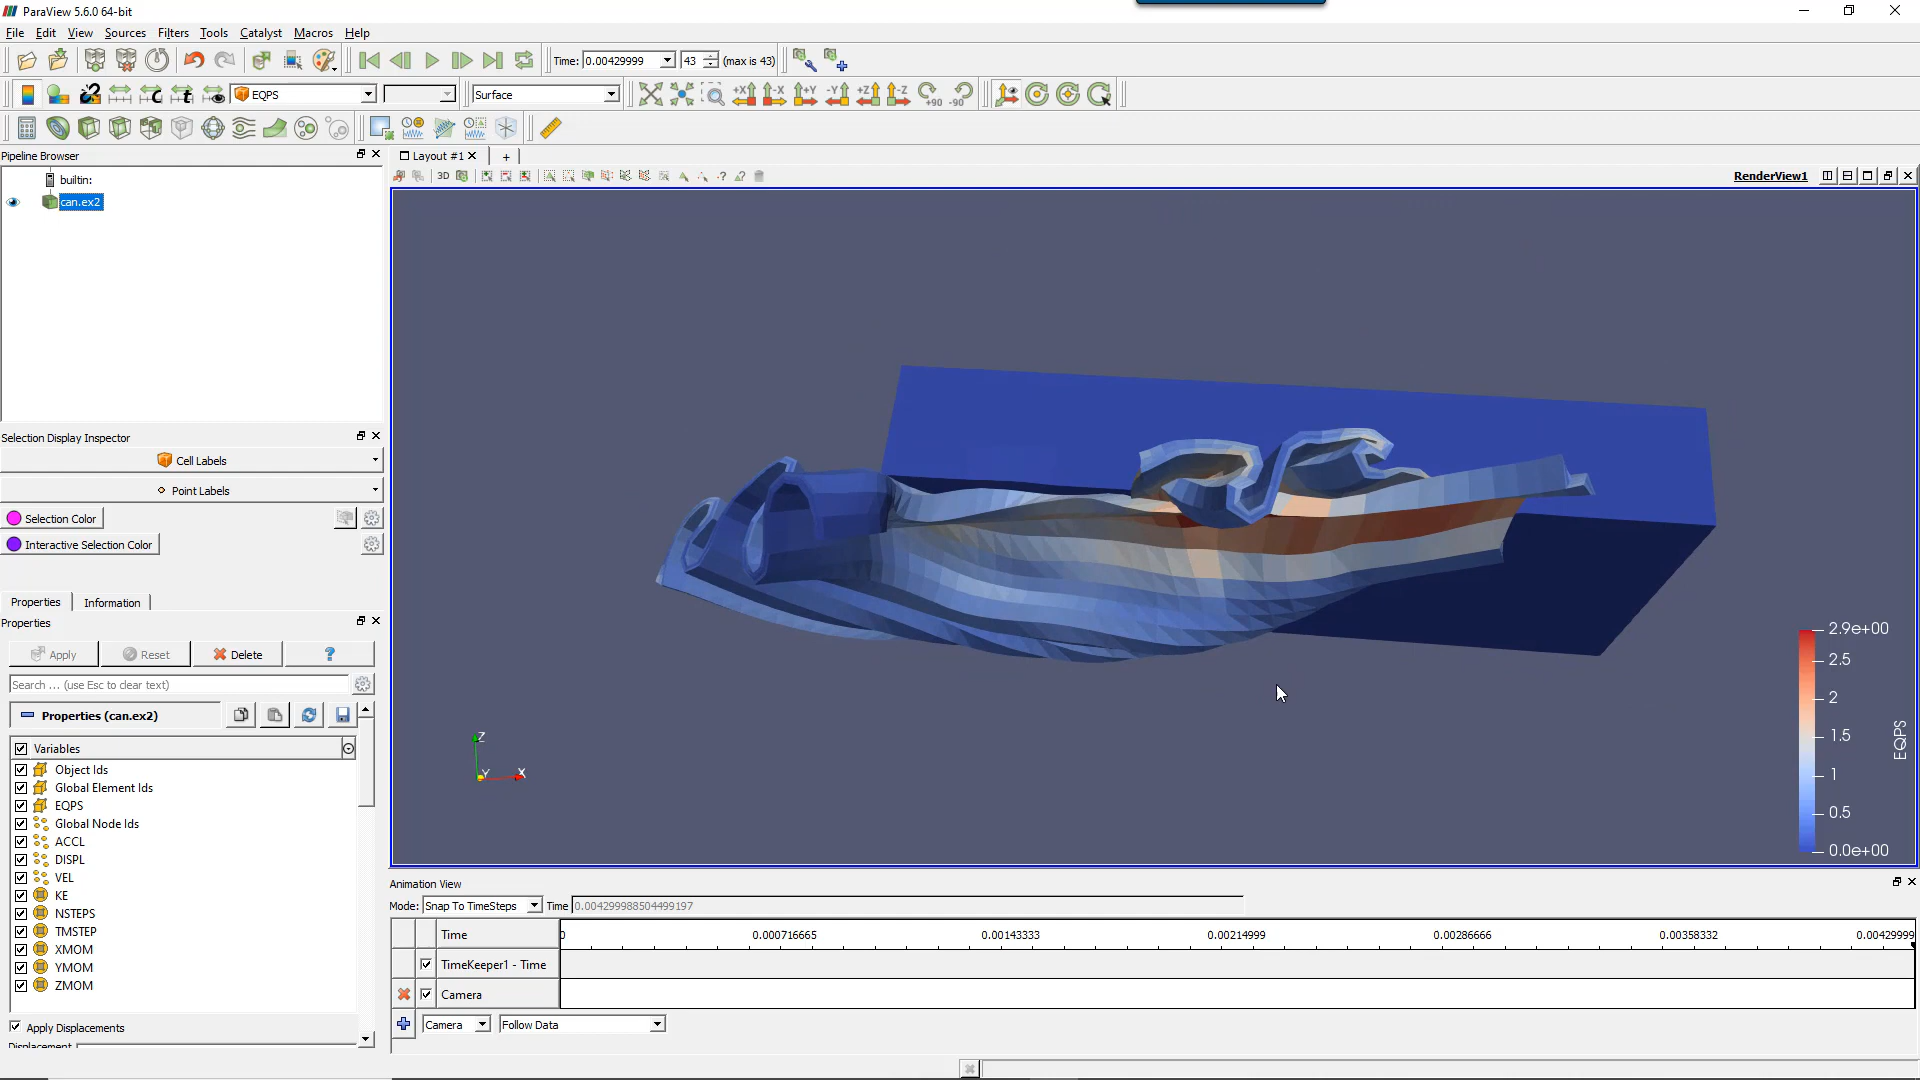 ParaView 5.6.0 64-bit
File Edit View Sources Filters Tools Catalyst Macros Help
Time: 0.00429999 43 (max is 43)
EQPS Surface +X -X +Y -Y +Z -Z +90 -90
Pipeline Browser
Layout #1 +
3D
RenderView1
builtin:
can.ex2
Selection Display Inspector
Cell Labels
Point Labels
Selection Color
Interactive Selection Color
Properties Information
Properties
Apply Reset Delete ?
Search ... (use Esc to clear text)
Properties (can.ex2)
Variables
Object Ids
Global Element Ids
EQPS
Global Node Ids
ACCL
DISPL
VEL
KE
NSTEPS
TMSTEP
XMOM
YMOM
ZMOM
Apply Displacements
Displacement
Z
Y X
2.9e+00
2.5
2
1.5
1
0.5
0.0e+00
EQPS
Animation View
Mode: Snap To TimeSteps Time 0.004299988504499197
Time 0 0.000716665 0.00143333 0.00214999 0.00286666 0.00358332 0.00429999
TimeKeeper1 - Time
Camera
Camera Follow Data